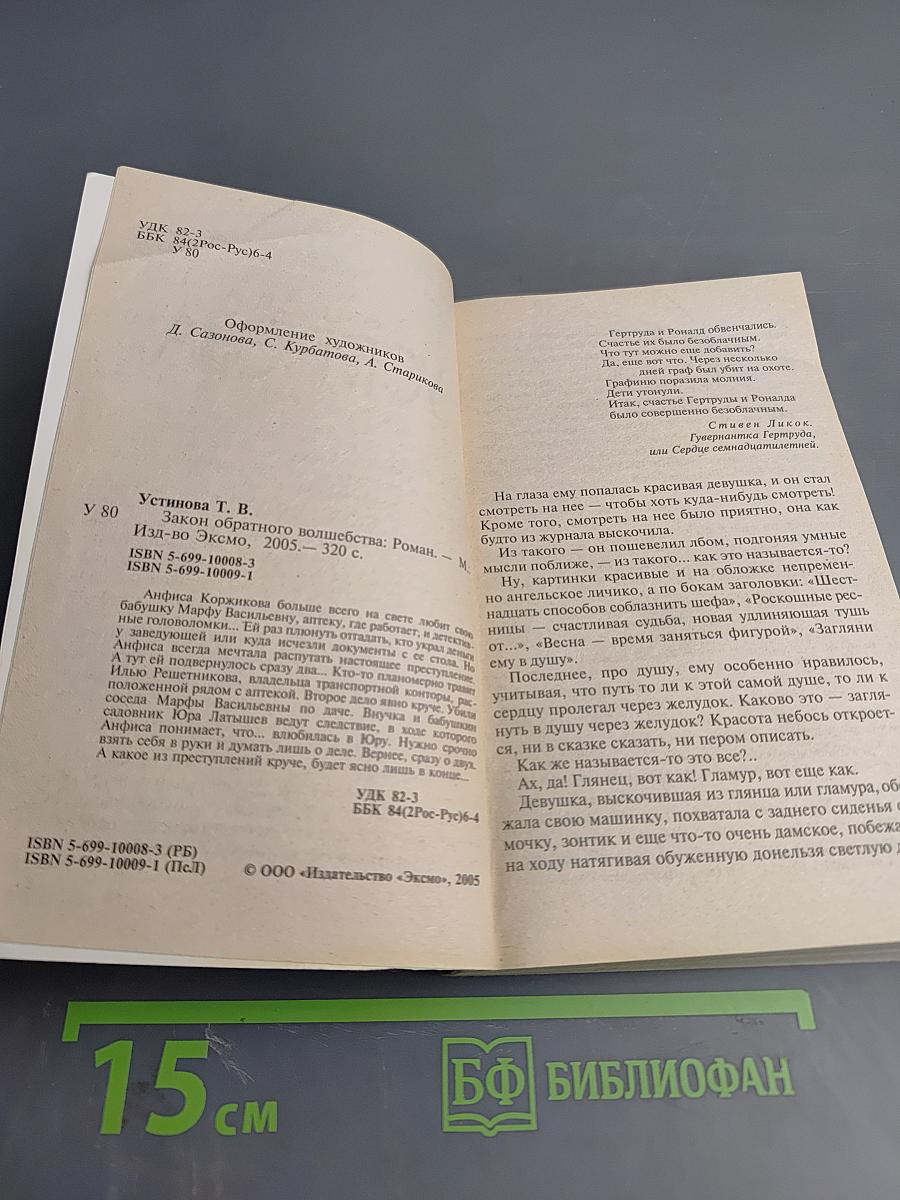 УДК 82-3
ББК 84(2Рос-Рус)6-4
У 80
Оформление художников
Д. Сазонова, С. Курбатова, А. Старикова
Устинова Т. В.
У 80 Закон обратного волшебства: Роман. — М.
Изд-во Эксмо, 2005.— 320 с.
ISBN 5-699-10008-3
ISBN 5-699-10009-1
Анфиса Коржикова больше всего на свете любит свою
бабушку Марфу Васильевну, аптеку, где работает, и детектив-
ные головоломки... Ей раз плюнуть отгадать, кто украл деньги
у заведующей или куда исчезли документы с ее стола. Но
Анфиса всегда мечтала распутать настоящее преступление.
А тут ей подвернулось сразу два... Кто-то планомерно травит
Илью Решетникова, владельца транспортной конторы, рас-
положенной рядом с аптекой. Второе дело явно круче. Убили
соседа Марфы Васильевны по даче. Внучка и бабушкин
садовник Юра Латышев ведут следствие, в ходе которого
Анфиса понимает, что... влюбилась в Юру. Нужно срочно
взять себя в руки и думать лишь о деле. Вернее, сразу о двух.
А какое из преступлений круче, будет ясно лишь в конце...
УДК 82-3
ББК 84(2Рос-Рус)6-4
ISBN 5-699-10008-3 (РБ)
ISBN 5-699-10009-1 (ПсЛ)
© ООО «Издательство «Эксмо», 2005
Гертруда и Роналд обвенчались.
Счастье их было безоблачным.
Что тут можно еще добавить?
Да, еще вот что. Через несколько
дней граф был убит на охоте.
Графиню поразила молния.
Дети утонули.
Итак, счастье Гертруды и Роналда
было совершенно безоблачным.
Стивен Ликок.
Гувернантка Гертруда,
или Сердце семнадцатилетней.
На глаза ему попалась красивая девушка, и он стал
смотреть на нее — чтобы хоть куда-нибудь смотреть!
Кроме того, смотреть на нее было приятно, она как
будто из журнала выскочила.
Из такого — он пошевелил лбом, подгоняя умные
мысли поближе, — из такого... как это называется-то?
Ну, картинки красивые и на обложке непремен-
но ангельское личико, а по бокам заголовки: «Шест-
надцать способов соблазнить шефа», «Роскошные рес-
ницы — счастливая судьба, новая удлиняющая тушь
от...», «Весна — время заняться фигурой», «Загляни
ему в душу».
Последнее, про душу, ему особенно нравилось,
учитывая, что путь то ли к этой самой душе, то ли к
сердцу пролегал через желудок. Каково это — загля-
нуть в душу через желудок? Красота небось откроет-
ся, ни в сказке сказать, ни пером описать.
Как же называется-то это все?..
Ах, да! Глянец, вот как! Гламур, вот еще как.
Девушка, выскочившая из глянца или гламура, обе
жала свою машинку, похватала с заднего сиденья с
мочку, зонтик и еще что-то очень дамское, побежа
на ходу натягивая обуженную донельзя светлую д
15 см
БФ БИБЛИОФАН